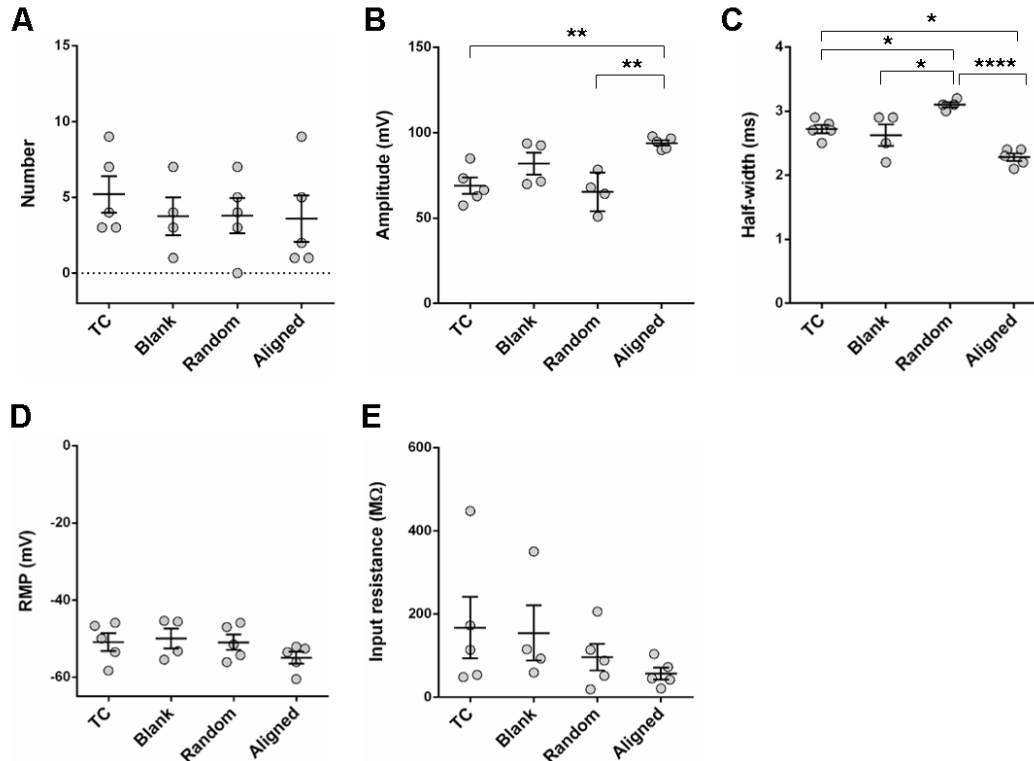 A
Number
15
10
5
0
TC
Blank
Random
Aligned
B
Amplitude (mV)
150
100
50
0
**
**
TC
Blank
Random
Aligned
C
Half-width (ms)
4
3
2
1
0
*
*
*
****
TC
Blank
Random
Aligned
D
RMP (mV)
0
-20
-40
-60
TC
Blank
Random
Aligned
E
Input resistance (MΩ)
600
400
200
0
TC
Blank
Random
Aligned